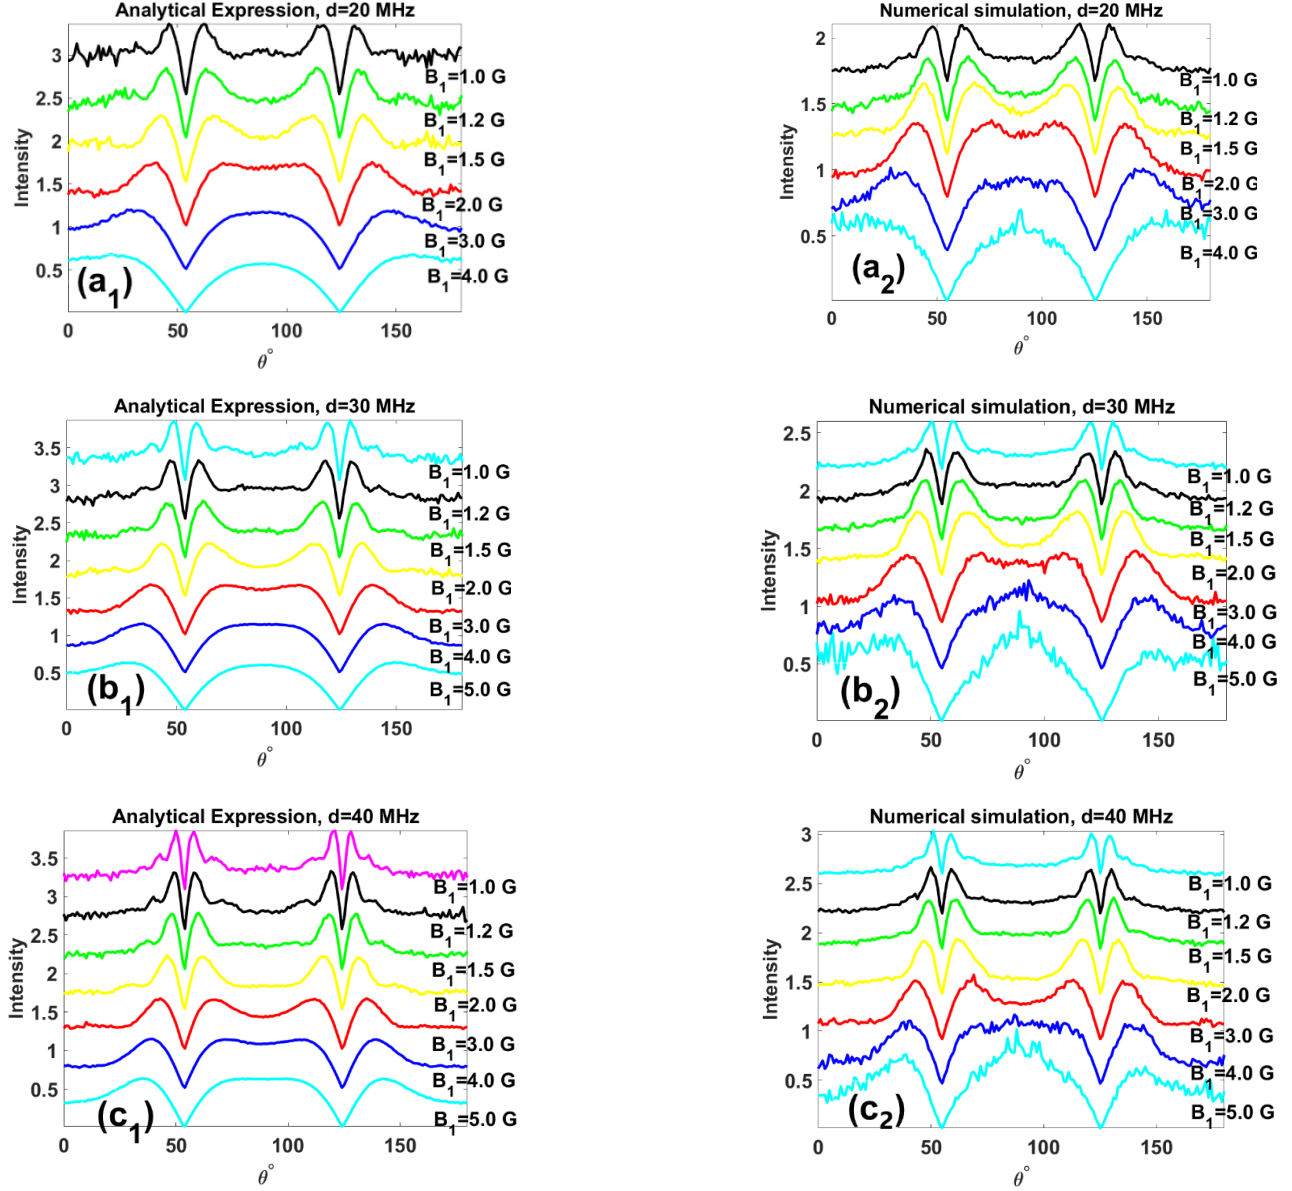 Analytical Expression, d=20 MHz
Intensity
3
2.5
2
1.5
1
0.5
B1=1.0 G
B1=1.2 G
B1=1.5 G
B1=2.0 G
B1=3.0 G
B1=4.0 G
(a1)
0 50 100 150
θ°
Numerical simulation, d=20 MHz
Intensity
2
1.5
1
0.5
B1=1.0 G
B1=1.2 G
B1=1.5 G
B1=2.0 G
B1=3.0 G
B1=4.0 G
(a2)
0 50 100 150
θ°
Analytical Expression, d=30 MHz
Intensity
3.5
3
2.5
2
1.5
1
0.5
B1=1.0 G
B1=1.2 G
B1=1.5 G
B1=2.0 G
B1=3.0 G
B1=4.0 G
B1=5.0 G
(b1)
0 50 100 150
θ°
Numerical simulation, d=30 MHz
Intensity
2.5
2
1.5
1
0.5
B1=1.0 G
B1=1.2 G
B1=1.5 G
B1=2.0 G
B1=3.0 G
B1=4.0 G
B1=5.0 G
(b2)
0 50 100 150
θ°
Analytical Expression, d=40 MHz
Intensity
3.5
3
2.5
2
1.5
1
0.5
B1=1.0 G
B1=1.2 G
B1=1.5 G
B1=2.0 G
B1=3.0 G
B1=4.0 G
B1=5.0 G
(c1)
0 50 100 150
θ°
Numerical simulation, d=40 MHz
Intensity
3
2.5
2
1.5
1
0.5
B1=1.0 G
B1=1.2 G
B1=1.5 G
B1=2.0 G
B1=3.0 G
B1=4.0 G
B1=5.0 G
(c2)
0 50 100 150
θ°